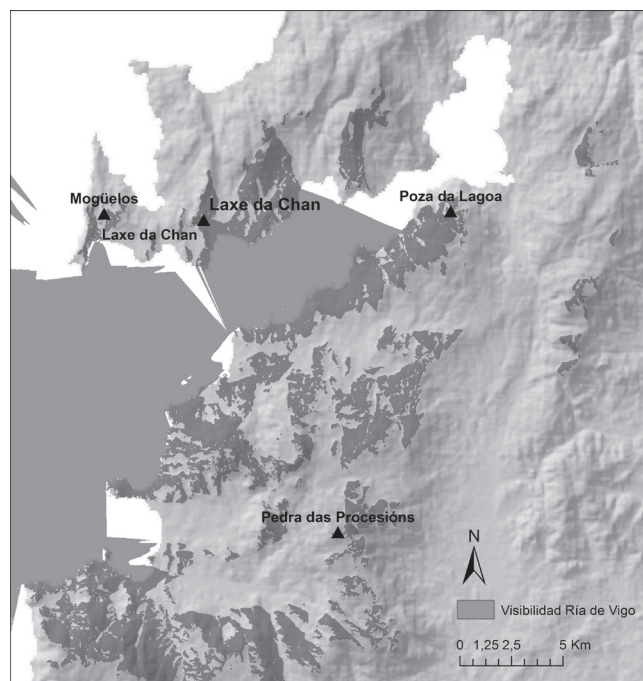 Mogüelos
Laxe da Chan
Poza da Lagoa
Laxe da Chan
Pedra das Procesións
N
Visibilidad Ría de Vigo
0 1,25 2,5 5 Km